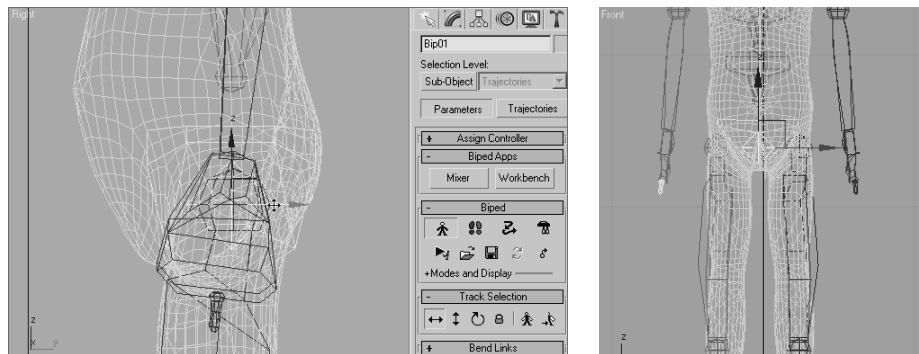 Right
z
z
x y
Bip01
Selection Level:
Sub-Object Trajectories
Parameters Trajectories
+ Assign Controller
- Biped Apps
Mixer Workbench
- Biped
+Modes and Display
- Track Selection
+ Bend Links
Front
z
z